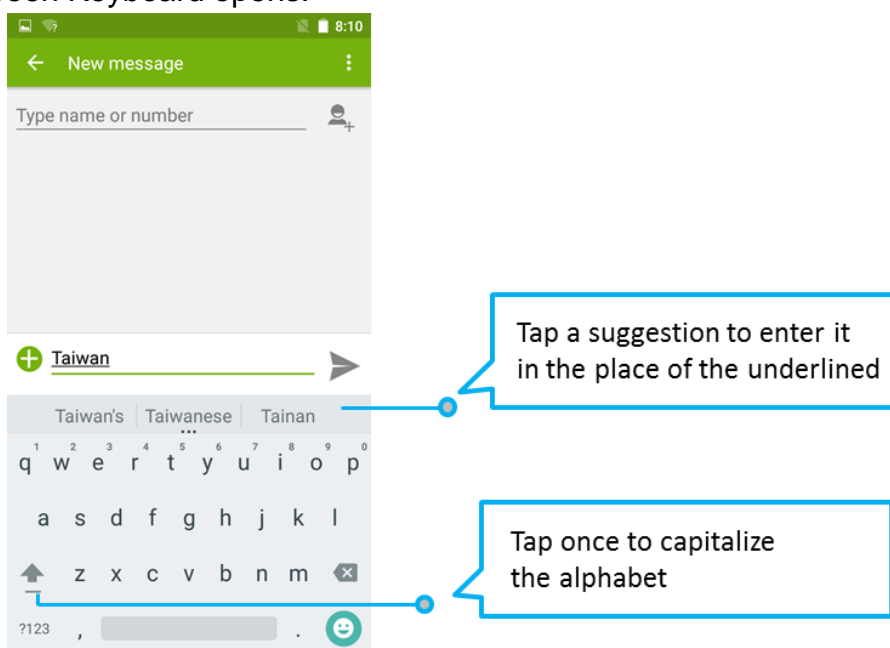 Keyboard opens.
8:10
New message
Type name or number
Taiwan
Tap a suggestion to enter it
in the place of the underlined
Taiwan's Taiwanese Tainan
1 2 3 4 5 6 7 8 9 0
q w e r t y u i o p
a s d f g h j k l
z x c v b n m
Tap once to capitalize
the alphabet
?123 , .